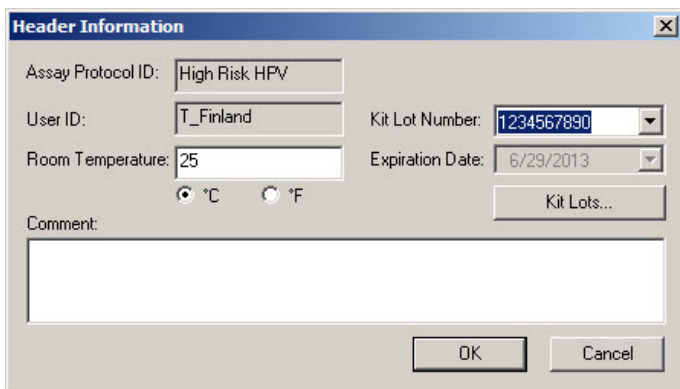 Header Information
Assay Protocol ID: High Risk HPV
User ID: T_Finland Kit Lot Number: 1234567890
Room Temperature: 25 Expiration Date: 6/29/2013
°C °F Kit Lots...
Comment:
OK Cancel